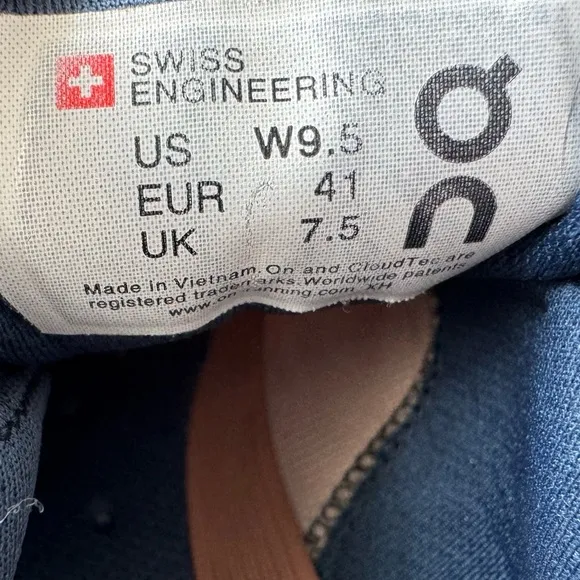 SWISS
ENGINEERING
US W9.5
EUR 41
UK 7.5
Made in Vietnam. On and CloudTec are
registered trademarks. Worldwide patents
www.on-running.com XH
On